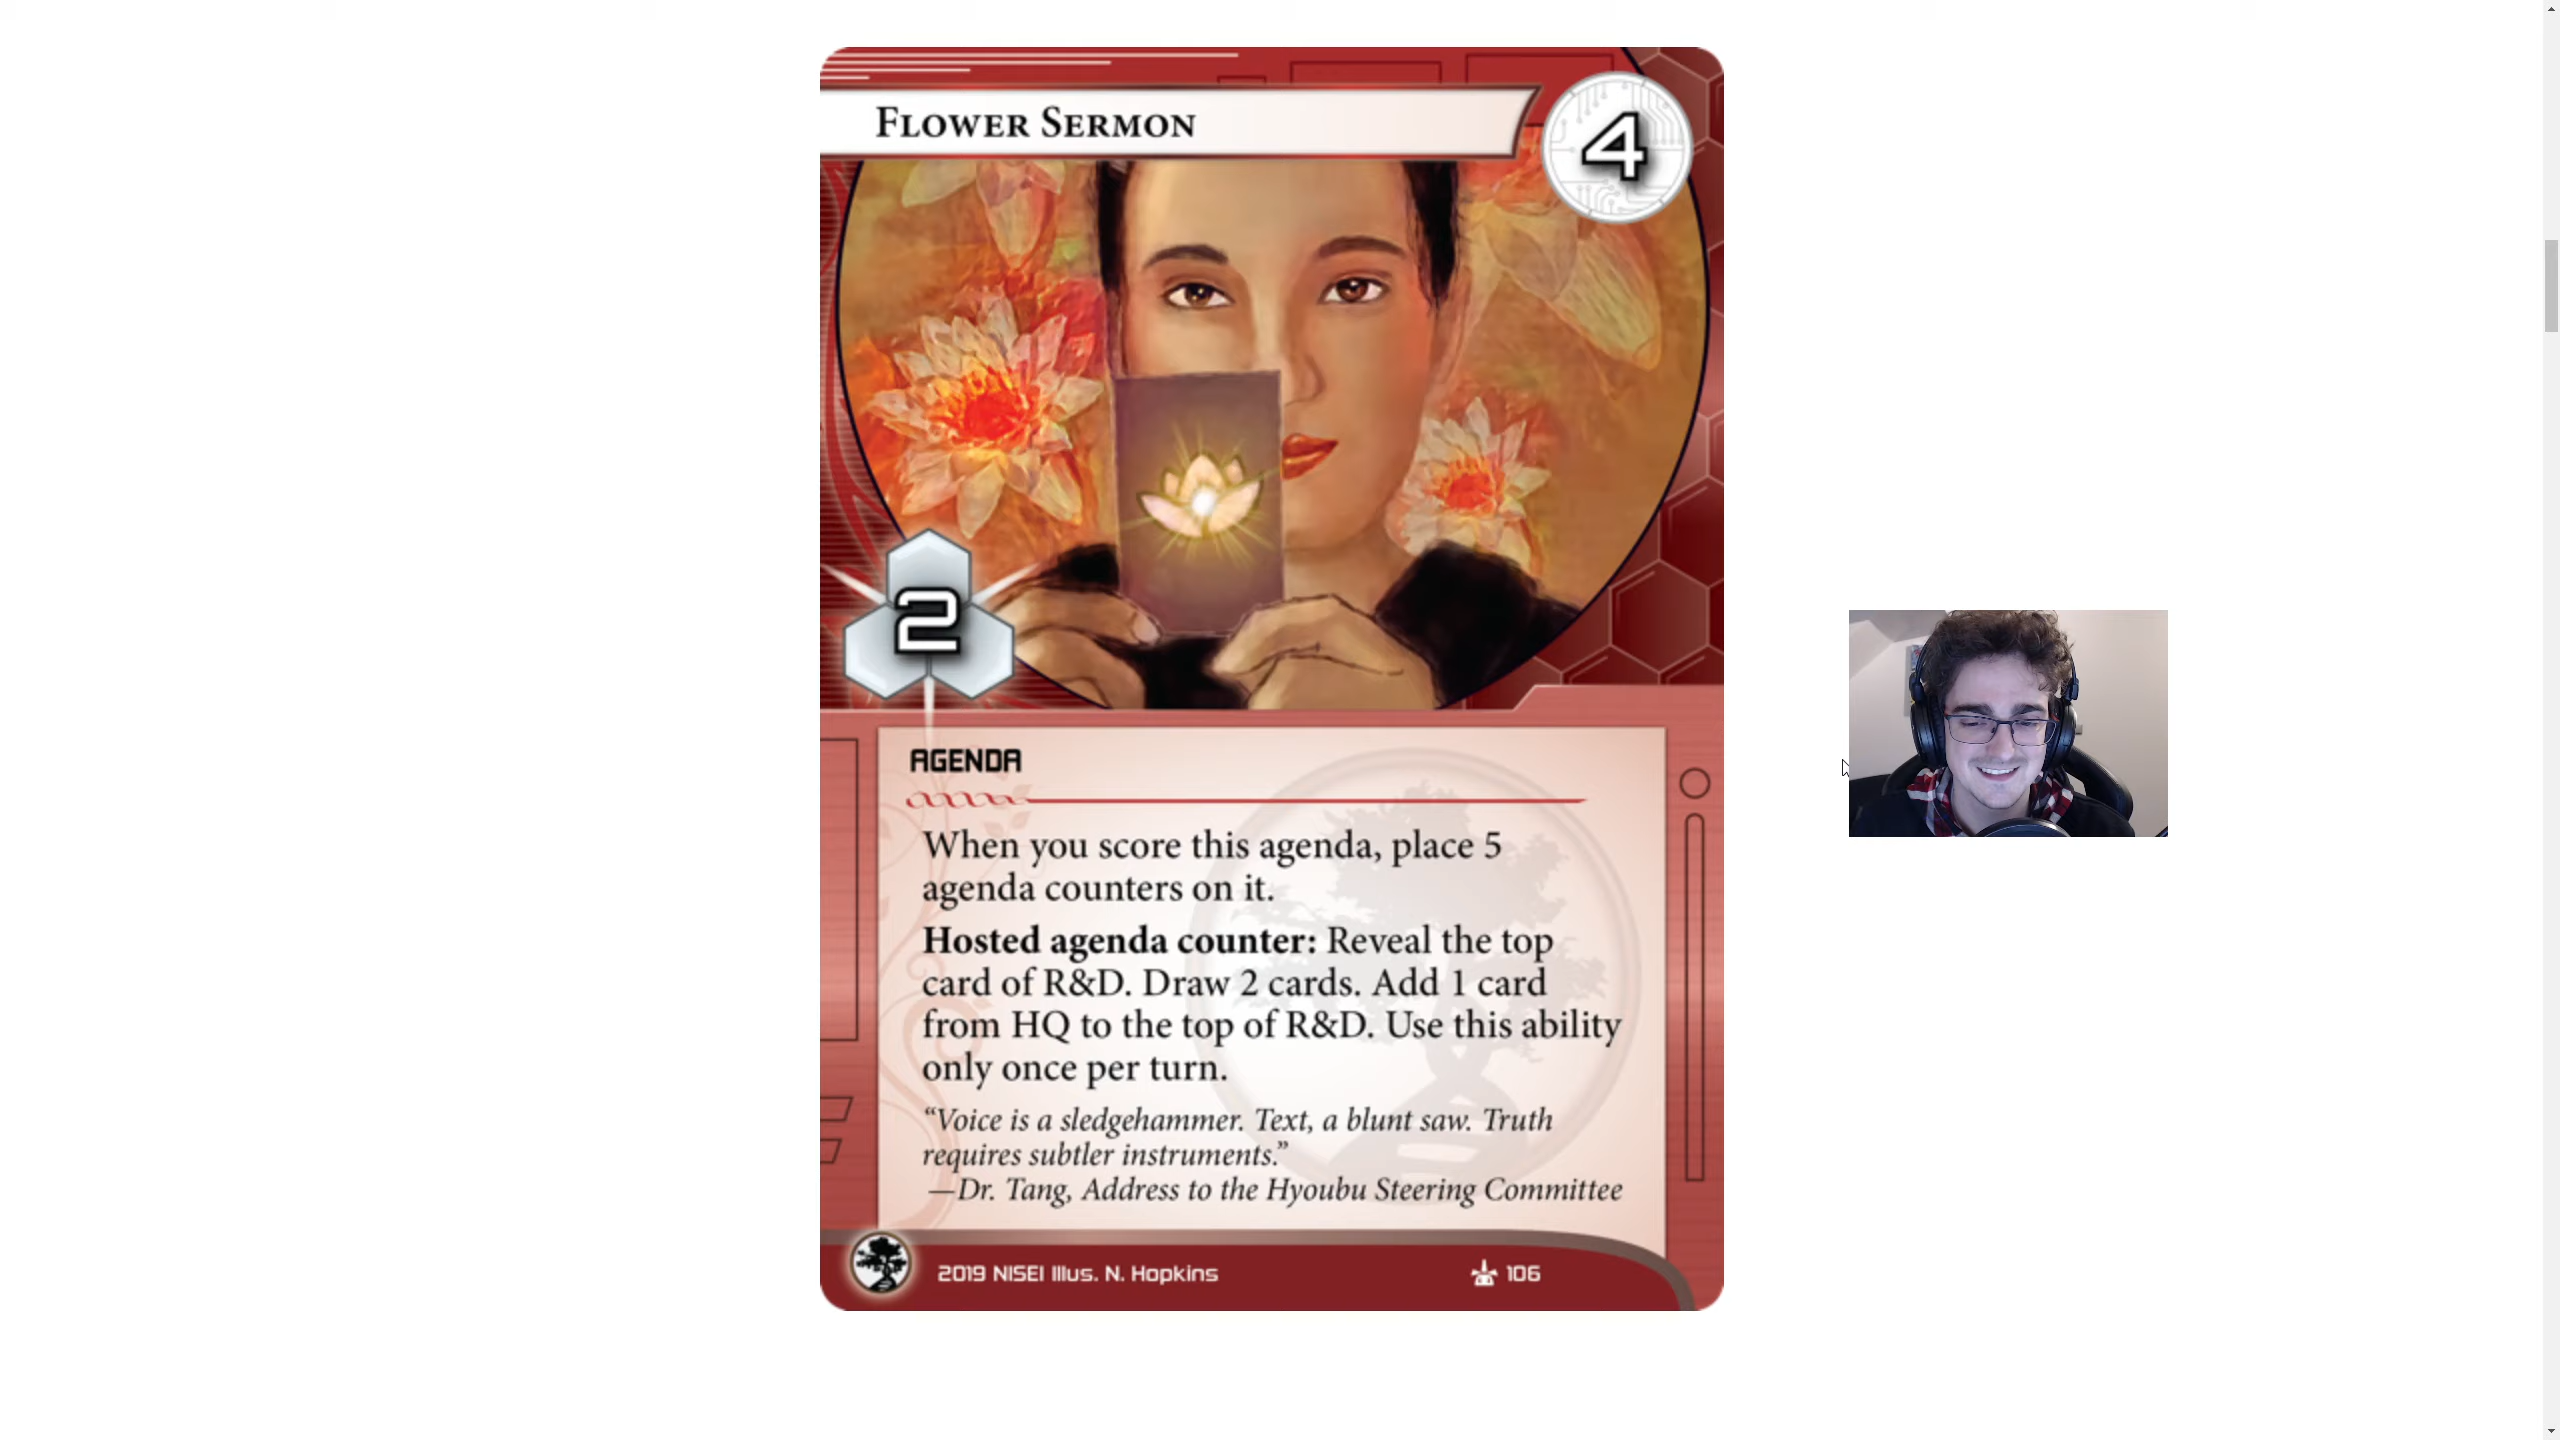 Flower Sermon
4
2
AGENDA
When you score this agenda, place 5
agenda counters on it.
Hosted agenda counter: Reveal the top
card of R&D. Draw 2 cards. Add 1 card
from HQ to the top of R&D. Use this ability
only once per turn.
“Voice is a sledgehammer. Text, a blunt saw. Truth
requires subtler instruments.”
—Dr. Tang, Address to the Hyoubu Steering Committee
2019 NISEI Illus. N. Hopkins
106